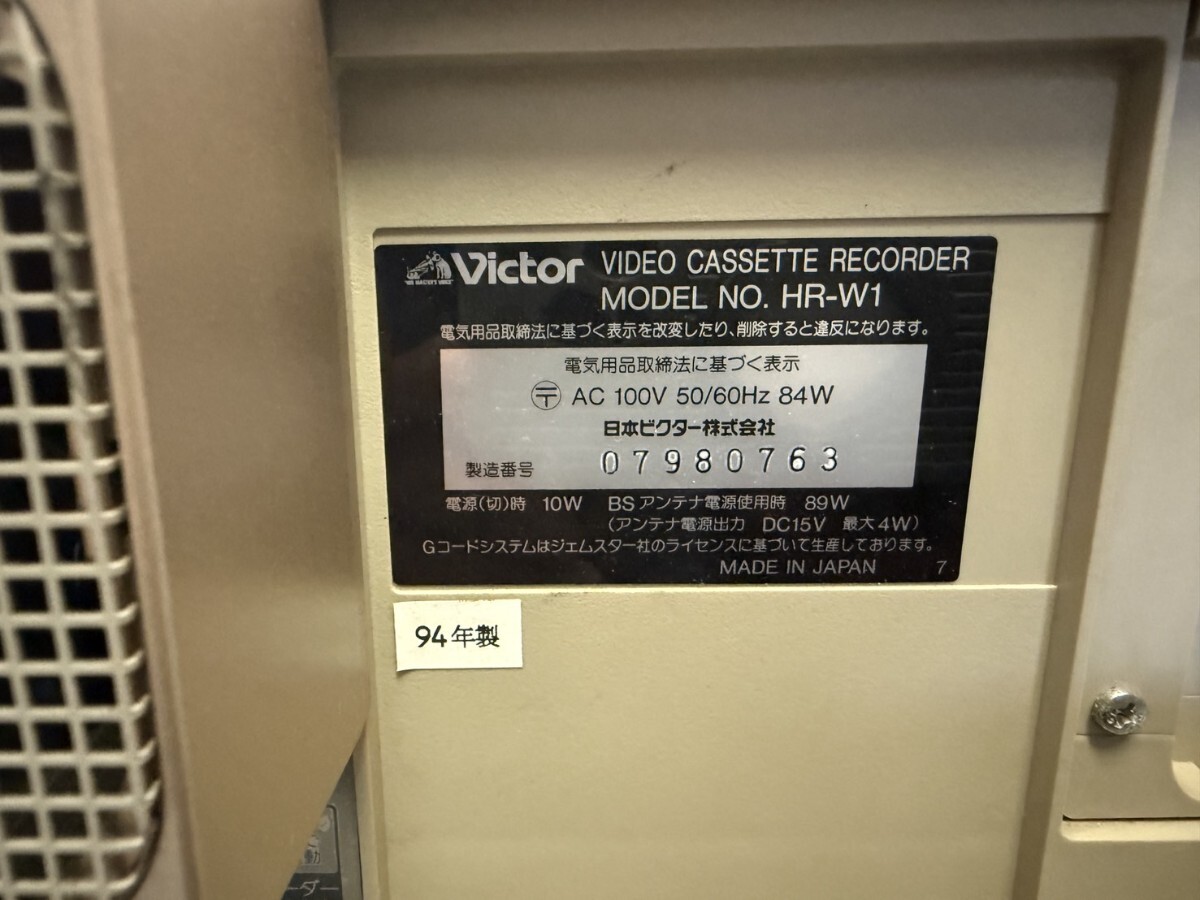 Victor VIDEO CASSETTE RECORDER
"HIS MASTER'S VOICE"
MODEL NO. HR-W1
電気用品取締法に基づく表示を改変したり、削除すると違反になります。
電気用品取締法に基づく表示
〒 AC 100V 50/60Hz 84W
日本ビクター株式会社
製造番号 07980763
電源(切)時 10W BSアンテナ電源使用時 89W
(アンテナ電源出力 DC15V 最大4W)
Gコードシステムはジェムスター社のライセンスに基づいて生産しております。
MADE IN JAPAN 7
94年製
動
ーダー